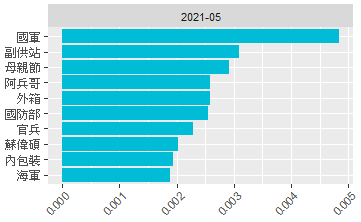 2021-05
國軍
副供站
母親節
阿兵哥
外箱
國防部
官兵
蘇偉碩
內包裝
海軍
0.000
0.001
0.002
0.003
0.004
0.005